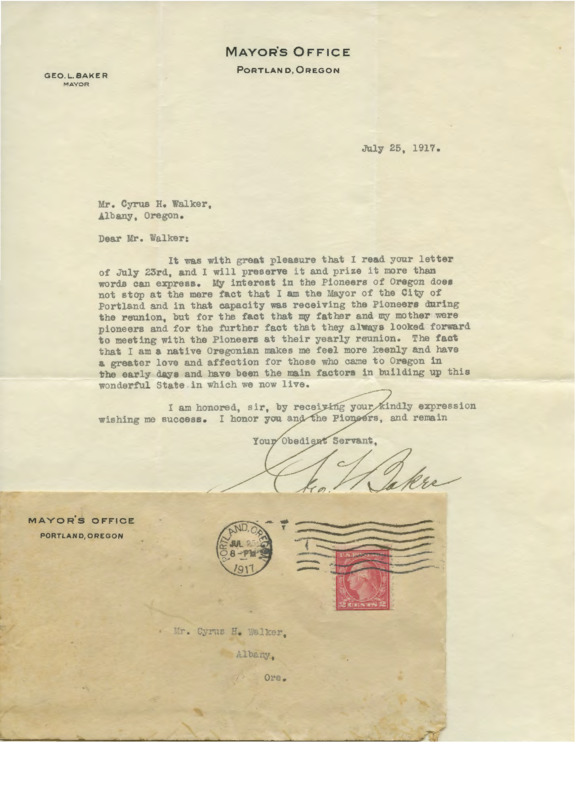 MAYOR'S OFFICE
PORTLAND, OREGON
GEO. L. BAKER
MAYOR
July 25, 1917.
Mr. Cyrus H. Walker,
Albany, Oregon.
Dear Mr. Walker:
It was with great pleasure that I read your letter
of July 23rd, and I will preserve it and prize it more than
words can express. My interest in the Pioneers of Oregon does
not stop at the mere fact that I am the Mayor of the City of
Portland and in that capacity was receiving the Pioneers during
the reunion, but for the fact that my father and my mother were
pioneers and for the further fact that they always looked forward
to meeting with the Pioneers at their yearly reunion. The fact
that I am a native Oregonian makes me feel more keenly and have
a greater love and affection for those who came to Oregon in
the early days and have been the main factors in building up this
wonderful State in which we now live.
I am honored, sir, by receiving your kindly expression
wishing me success. I honor you and the Pioneers, and remain
Your Obedient Servant,
Geo L Baker
MAYOR'S OFFICE
PORTLAND, OREGON
PORTLAND, OREGON
JUL
8 - PM
1917
2 CENTS 2
Mr. Cyrus H. Walker,
Albany,
Ore.